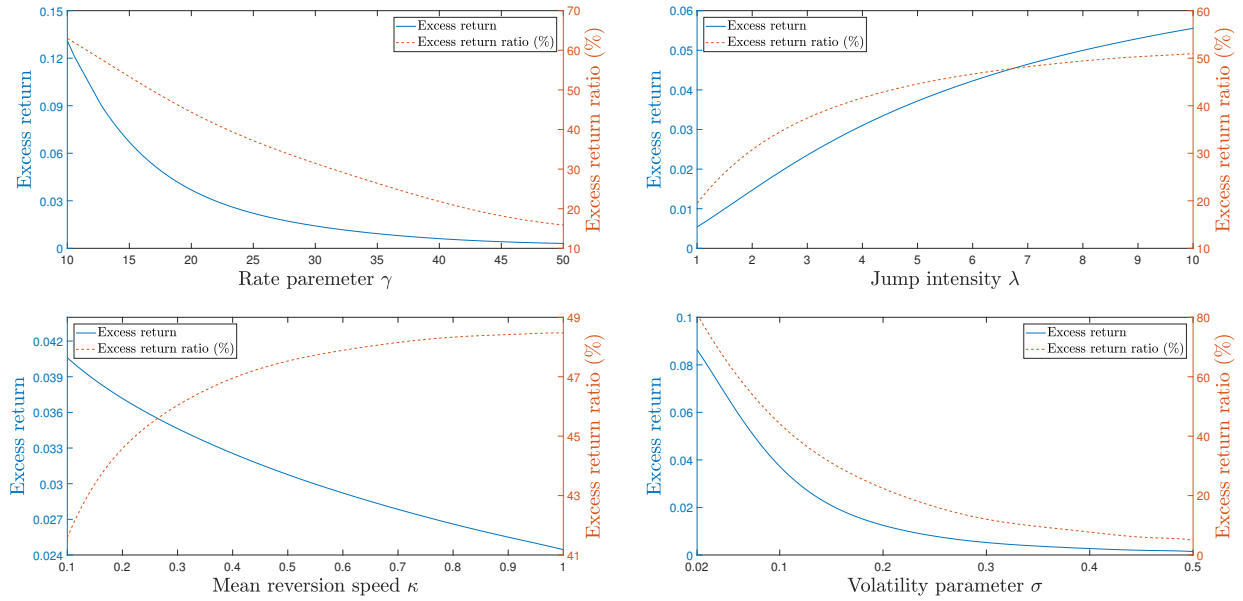 Excess return
Excess return ratio (%)
0.15
0.12
0.09
0.06
0.03
0
70
60
50
40
30
20
10
10 15 20 25 30 35 40 45 50
Excess return
Excess return ratio (%)
Rate paremeter γ
Excess return
Excess return ratio (%)
0.06
0.05
0.04
0.03
0.02
0.01
0
60
50
40
30
20
10
1 2 3 4 5 6 7 8 9 10
Excess return
Excess return ratio (%)
Jump intensity λ
Excess return
Excess return ratio (%)
0.042
0.039
0.036
0.033
0.03
0.027
0.024
49
47
45
43
41
0.1 0.2 0.3 0.4 0.5 0.6 0.7 0.8 0.9 1
Excess return
Excess return ratio (%)
Mean reversion speed κ
Excess return
Excess return ratio (%)
0.1
0.08
0.06
0.04
0.02
0
80
60
40
20
0
0.02 0.1 0.2 0.3 0.4 0.5
Excess return
Excess return ratio (%)
Volatility parameter σ